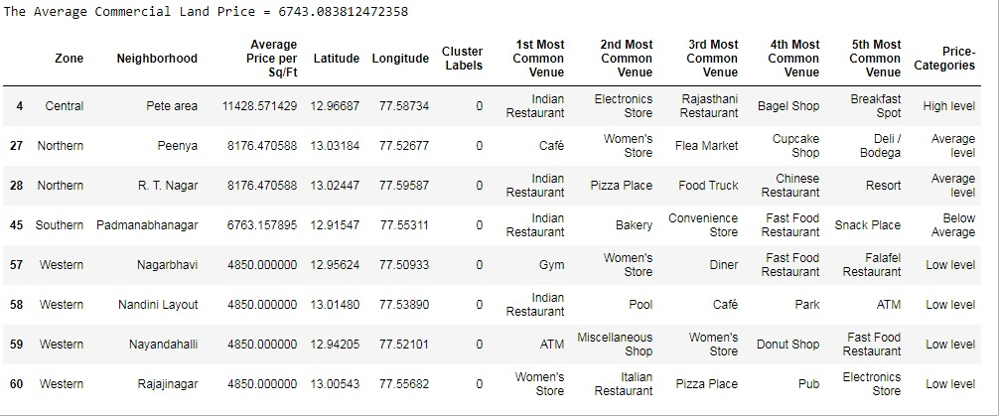 The Average Commercial Land Price = 6743.083812472358
Zone Neighborhood Average Price per Sq/Ft Latitude Longitude Cluster Labels 1st Most Common Venue 2nd Most Common Venue 3rd Most Common Venue 4th Most Common Venue 5th Most Common Venue Price-Categories
4 Central Pete area 11428.571429 12.96687 77.58734 0 Indian Restaurant Electronics Store Rajasthani Restaurant Bagel Shop Breakfast Spot High level
27 Northern Peenya 8176.470588 13.03184 77.52677 0 Café Women's Store Flea Market Cupcake Shop Deli / Bodega Average level
28 Northern R. T. Nagar 8176.470588 13.02447 77.59587 0 Indian Restaurant Pizza Place Food Truck Chinese Restaurant Resort Average level
45 Southern Padmanabhanagar 6763.157895 12.91547 77.55311 0 Indian Restaurant Bakery Convenience Store Fast Food Restaurant Snack Place Below Average
57 Western Nagarbhavi 4850.000000 12.95624 77.50933 0 Gym Women's Store Diner Fast Food Restaurant Falafel Restaurant Low level
58 Western Nandini Layout 4850.000000 13.01480 77.53890 0 Indian Restaurant Pool Café Park ATM Low level
59 Western Nayandahalli 4850.000000 12.94205 77.52101 0 ATM Miscellaneous Shop Women's Store Donut Shop Fast Food Restaurant Low level
60 Western Rajajinagar 4850.000000 13.00543 77.55682 0 Women's Store Italian Restaurant Pizza Place Pub Electronics Store Low level